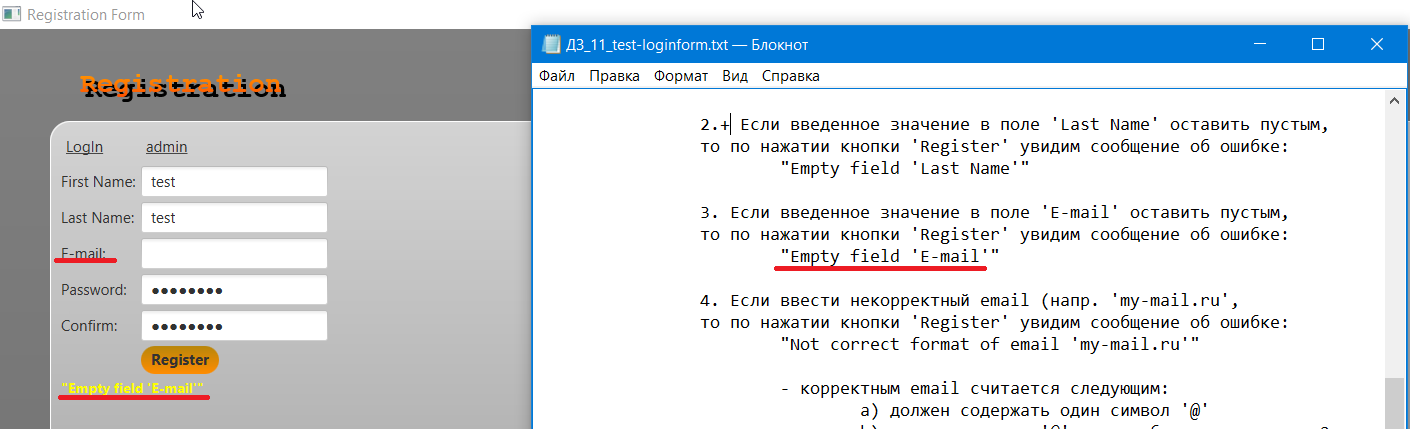 Registration Form
Registration
LogIn admin
First Name: test
Last Name: test
E-mail:
Password: ●●●●●●●●
Confirm: ●●●●●●●●
Register
"Empty field 'E-mail'"
ДЗ_11_test-loginform.txt — Блокнот
Файл Правка Формат Вид Справка
2.+ Если введенное значение в поле 'Last Name' оставить пустым,
то по нажатии кнопки 'Register' увидим сообщение об ошибке:
"Empty field 'Last Name'"
3. Если введенное значение в поле 'E-mail' оставить пустым,
то по нажатии кнопки 'Register' увидим сообщение об ошибке:
"Empty field 'E-mail'"
4. Если ввести некорректный email (напр. 'my-mail.ru',
то по нажатии кнопки 'Register' увидим сообщение об ошибке:
"Not correct format of email 'my-mail.ru'"
- корректным email считается следующим:
a) должен содержать один символ '@'